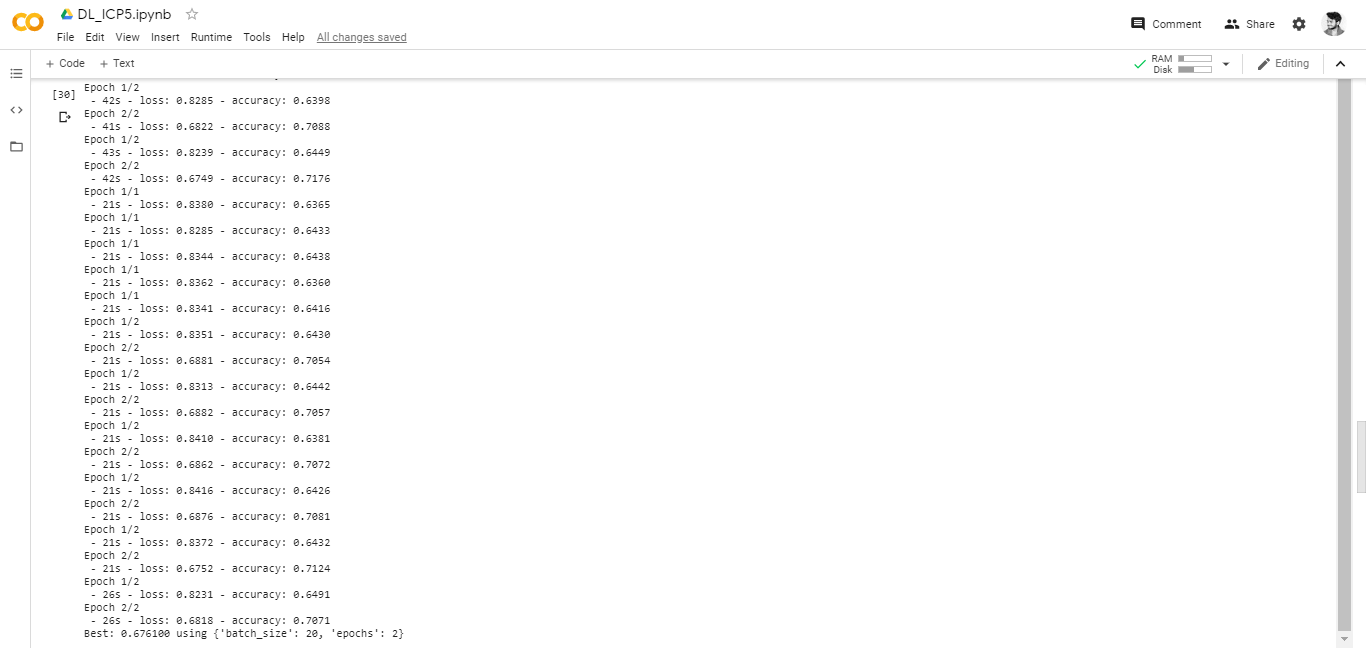 CO
DL_ICP5.ipynb
File Edit View Insert Runtime Tools Help All changes saved
Comment Share
+ Code + Text
RAM
Disk
Editing
[30]
Epoch 1/2
- 42s - loss: 0.8285 - accuracy: 0.6398
Epoch 2/2
- 41s - loss: 0.6822 - accuracy: 0.7088
Epoch 1/2
- 43s - loss: 0.8239 - accuracy: 0.6449
Epoch 2/2
- 42s - loss: 0.6749 - accuracy: 0.7176
Epoch 1/1
- 21s - loss: 0.8380 - accuracy: 0.6365
Epoch 1/1
- 21s - loss: 0.8285 - accuracy: 0.6433
Epoch 1/1
- 21s - loss: 0.8344 - accuracy: 0.6438
Epoch 1/1
- 21s - loss: 0.8362 - accuracy: 0.6360
Epoch 1/1
- 21s - loss: 0.8341 - accuracy: 0.6416
Epoch 1/2
- 21s - loss: 0.8351 - accuracy: 0.6430
Epoch 2/2
- 21s - loss: 0.6881 - accuracy: 0.7054
Epoch 1/2
- 21s - loss: 0.8313 - accuracy: 0.6442
Epoch 2/2
- 21s - loss: 0.6882 - accuracy: 0.7057
Epoch 1/2
- 21s - loss: 0.8410 - accuracy: 0.6381
Epoch 2/2
- 21s - loss: 0.6862 - accuracy: 0.7072
Epoch 1/2
- 21s - loss: 0.8416 - accuracy: 0.6426
Epoch 2/2
- 21s - loss: 0.6876 - accuracy: 0.7081
Epoch 1/2
- 21s - loss: 0.8372 - accuracy: 0.6432
Epoch 2/2
- 21s - loss: 0.6752 - accuracy: 0.7124
Epoch 1/2
- 26s - loss: 0.8231 - accuracy: 0.6491
Epoch 2/2
- 26s - loss: 0.6818 - accuracy: 0.7071
Best: 0.676100 using {'batch_size': 20, 'epochs': 2}